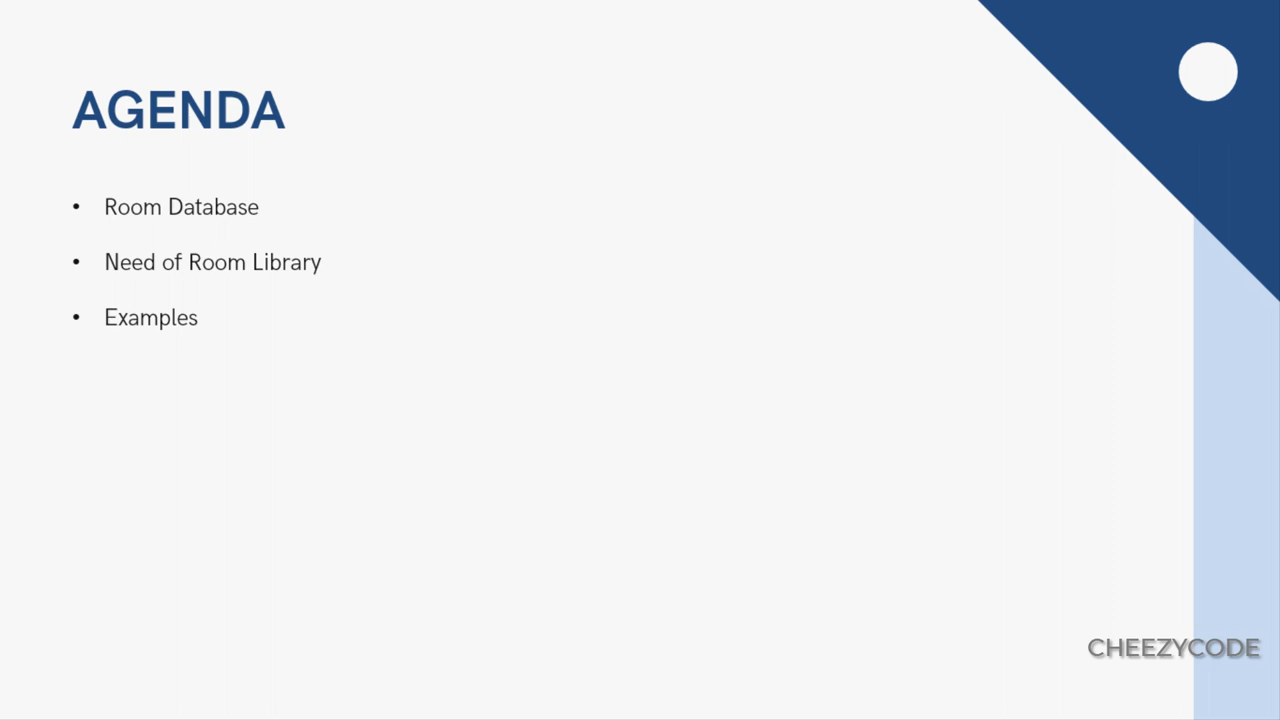 AGENDA
• Room Database
• Need of Room Library
• Examples
CHEEZYCODE